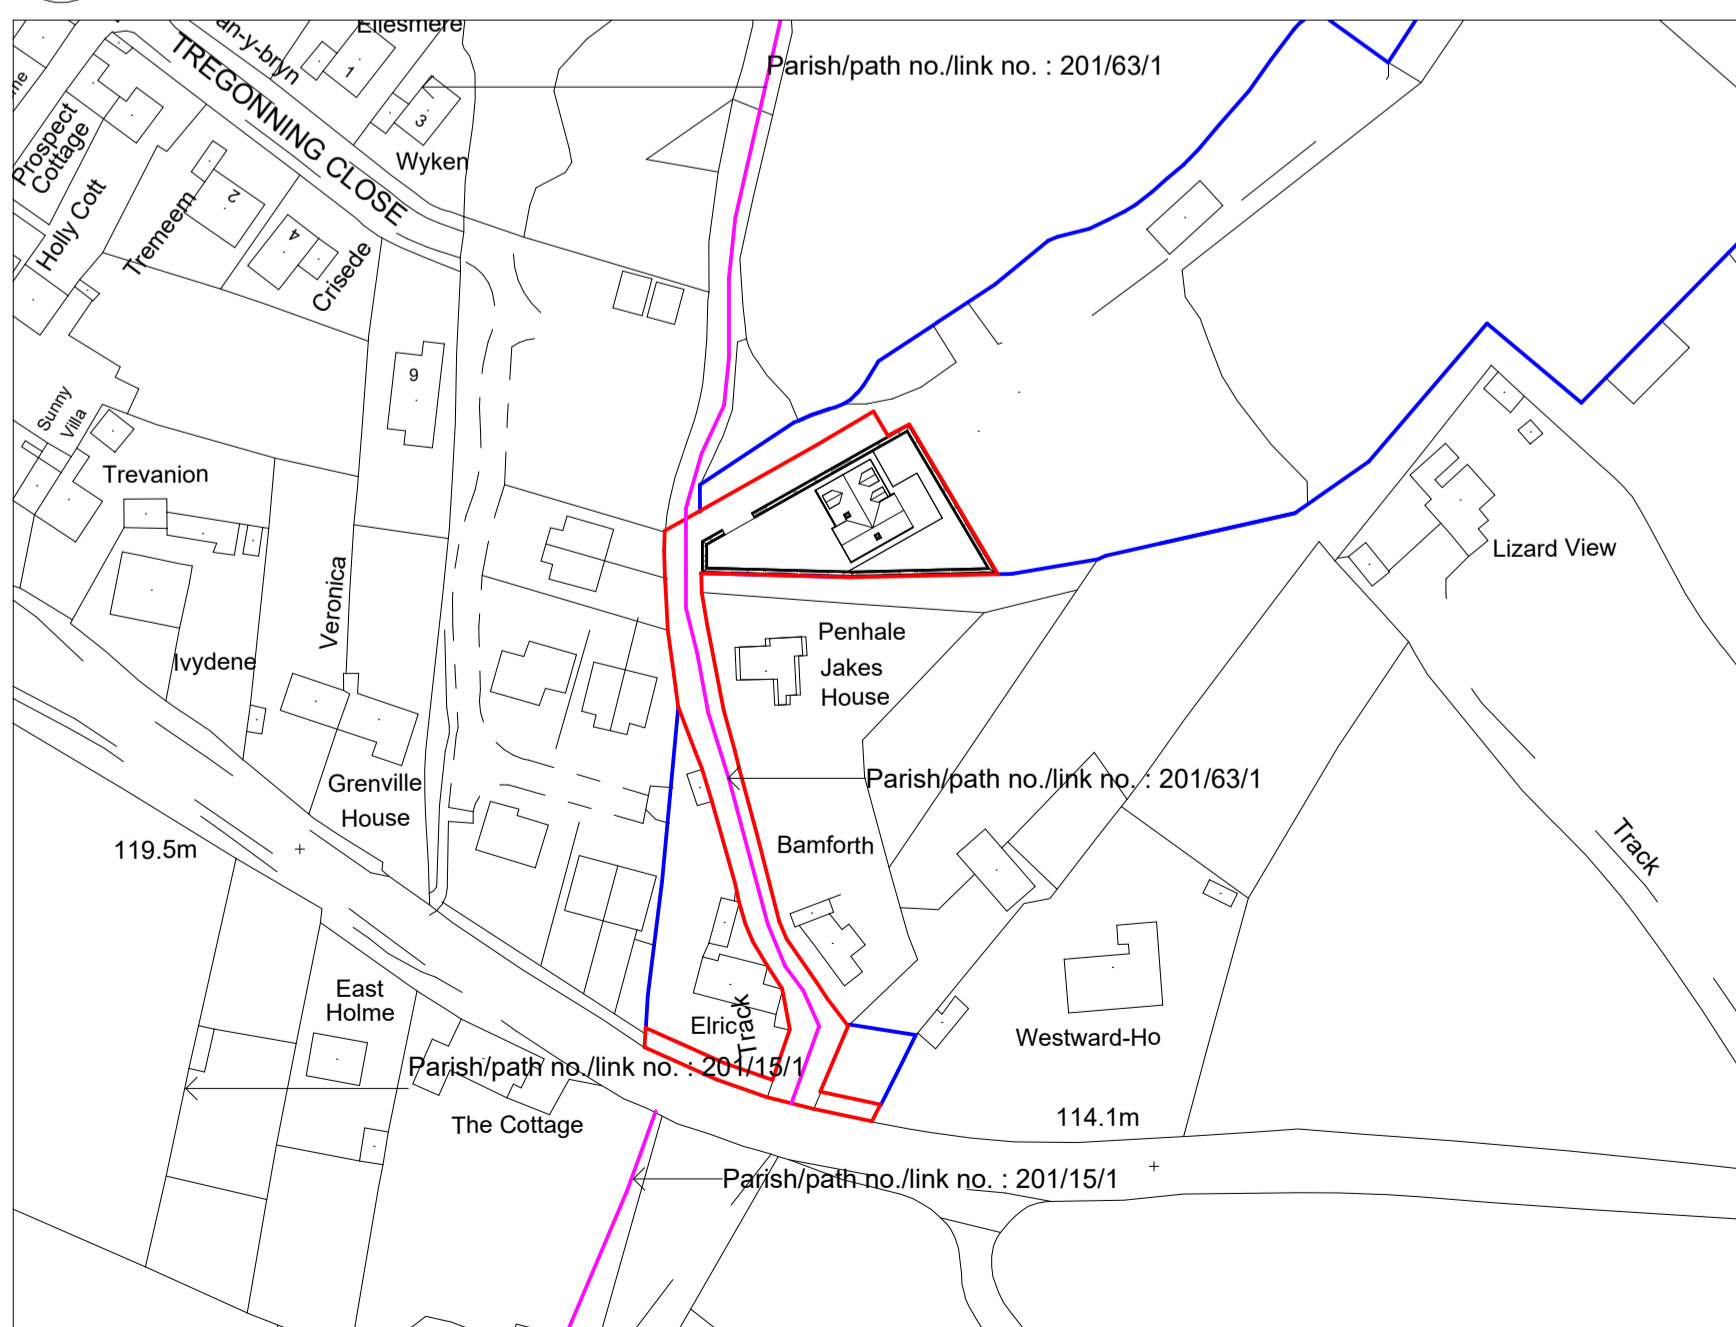 Ellesmere
an-y-bryn
1
3
Wyken
TREGONNING CLOSE
Parish/path no./link no. : 201/63/1
Prospect
Cottage
Holly Cott
Tremeem
2
4
Crisede
9
Sunny
Villa
Trevanion
Veronica
Ivydene
Lizard View
Penhale
Jakes
House
Grenville
House
Parish/path no./link no. : 201/63/1
Bamforth
119.5m
Track
East
Holme
Elric
Track
Westward-Ho
Parish/path no./link no. : 201/15/1
The Cottage
114.1m
Parish/path no./link no. : 201/15/1